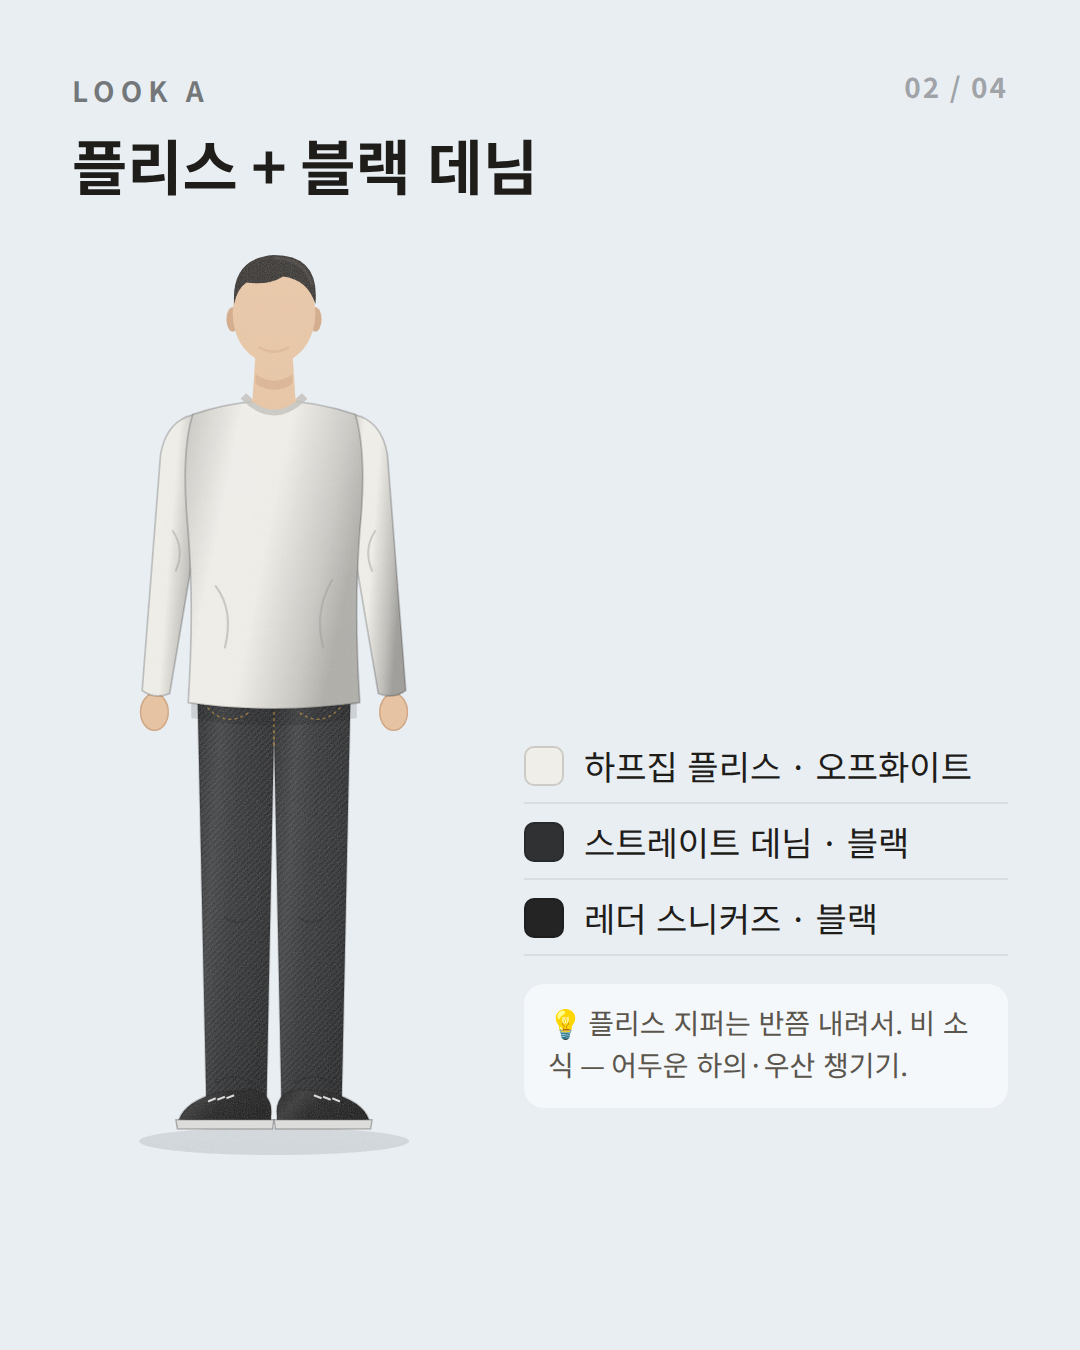 LOOK A
02 / 04
플리스 + 블랙 데님
하프집 플리스 · 오프화이트
스트레이트 데님 · 블랙
레더 스니커즈 · 블랙
💡 플리스 지퍼는 반쯤 내려서. 비 소
식 — 어두운 하의·우산 챙기기.